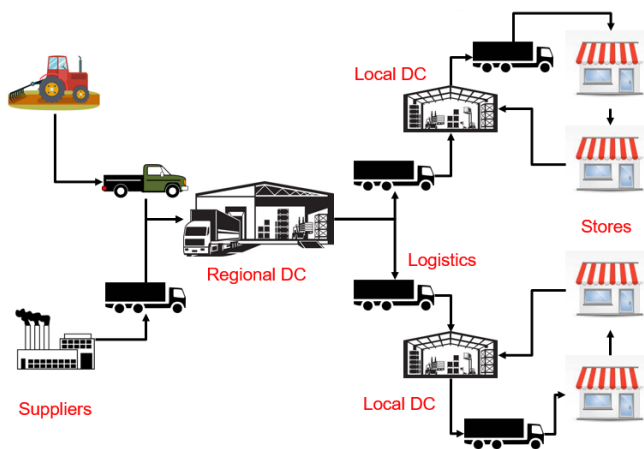 Local DC
Stores
Regional DC
Logistics
Suppliers
Local DC